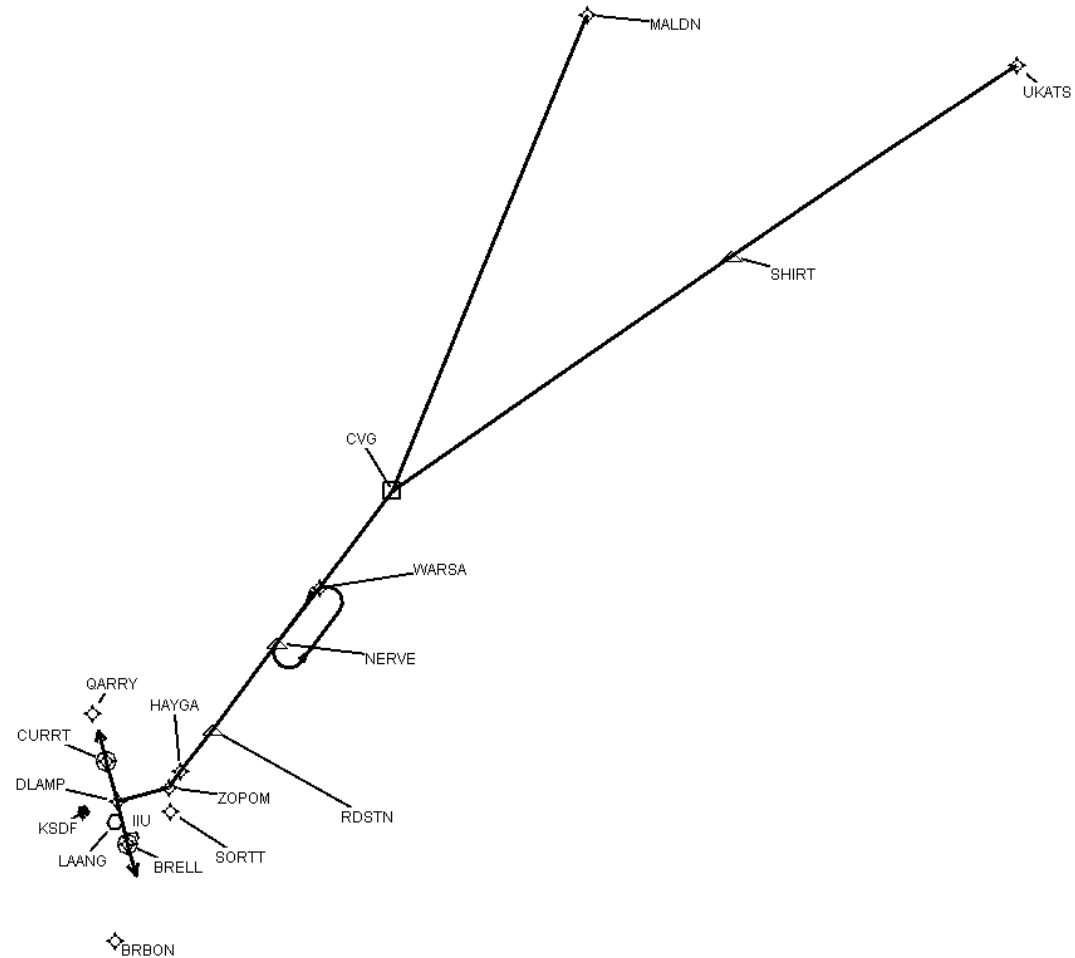 MALDN
UKATS
SHIRT
CVG
WARSA
NERVE
QARRY
HAYGA
CURRT
DLAMP
ZOPOM
RDSTN
KSDF
IIU
LAANG
SORTT
BRELL
BRBON